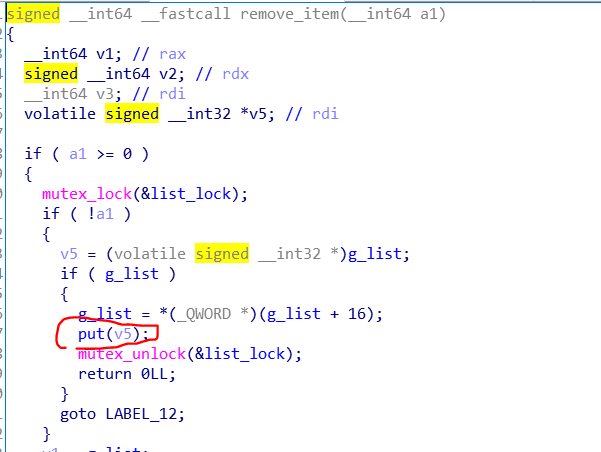 signed __int64 __fastcall remove_item(__int64 a1)
{
__int64 v1; // rax
signed __int64 v2; // rdx
__int64 v3; // rdi
volatile signed __int32 *v5; // rdi
if ( a1 >= 0 )
{
mutex_lock(&list_lock);
if ( !a1 )
{
v5 = (volatile signed __int32 *)g_list;
if ( g_list )
{
g_list = *(_QWORD *)(g_list + 16);
put(v5);
mutex_unlock(&list_lock);
return 0LL;
}
goto LABEL_12;
}